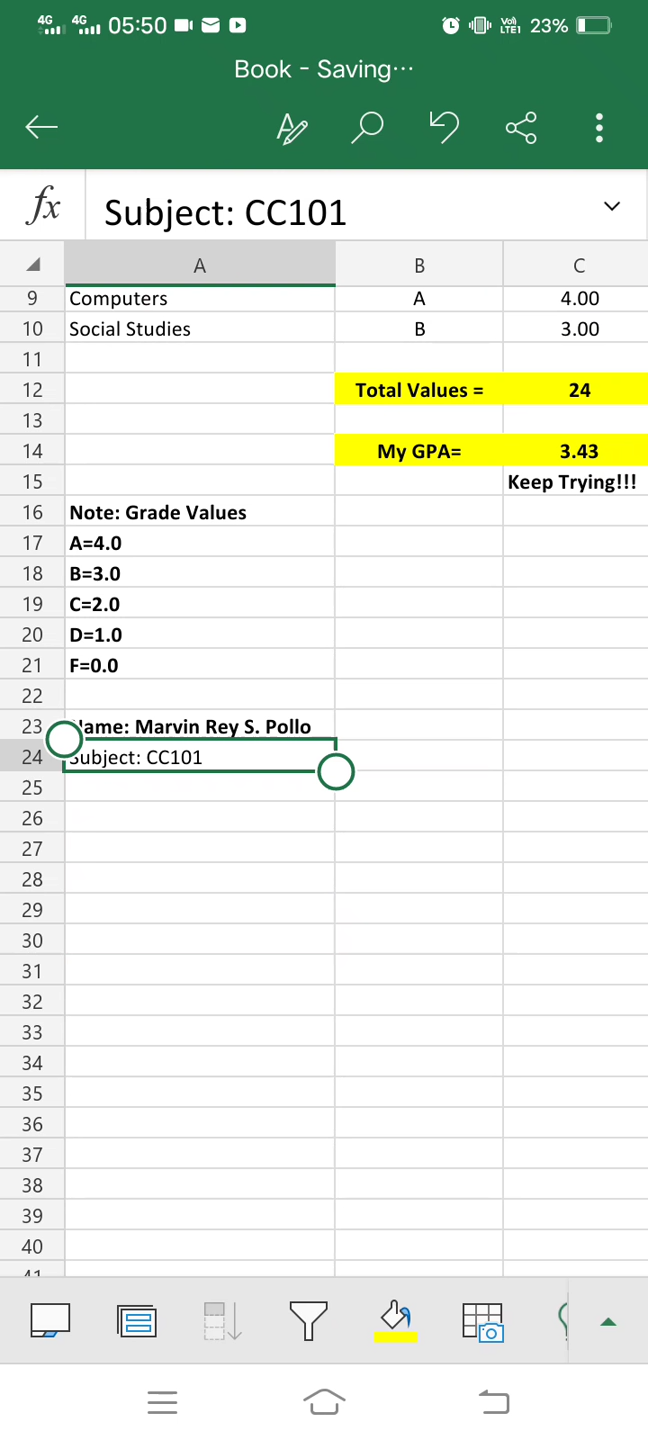 4G 4G 05:50 Vo) LTE1 23%
Book - Saving...
fx Subject: CC101
A B C
9 Computers A 4.00
10 Social Studies B 3.00
11
12 Total Values = 24
13
14 My GPA= 3.43
15 Keep Trying!!!
16 Note: Grade Values
17 A=4.0
18 B=3.0
19 C=2.0
20 D=1.0
21 F=0.0
22
23 Name: Marvin Rey S. Pollo
24 Subject: CC101
25
26
27
28
29
30
31
32
33
34
35
36
37
38
39
40
41